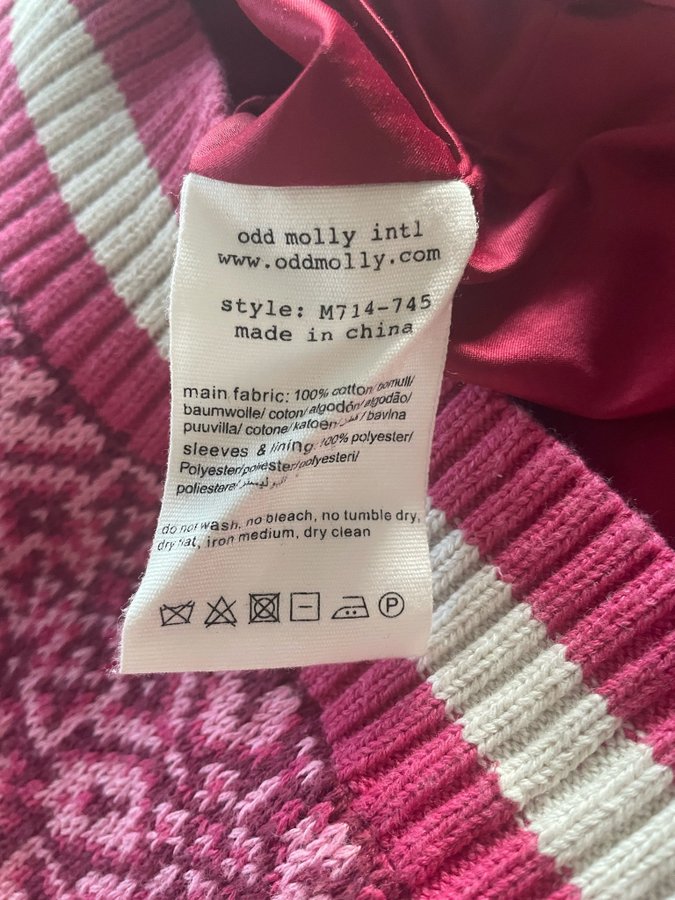 odd molly intl
www.oddmolly.com
style: M714-745
made in china
main fabric: 100% cotton/bomull/
baumwolle/ coton/algodón/algodão/
puuvilla/ cotone/katoen/ / bavlna
sleeves & lining: 100% polyester/
Polyester/poliester/polyesteri/
poliestere/
do not wash, no bleach, no tumble dry,
dry flat, iron medium, dry clean
P